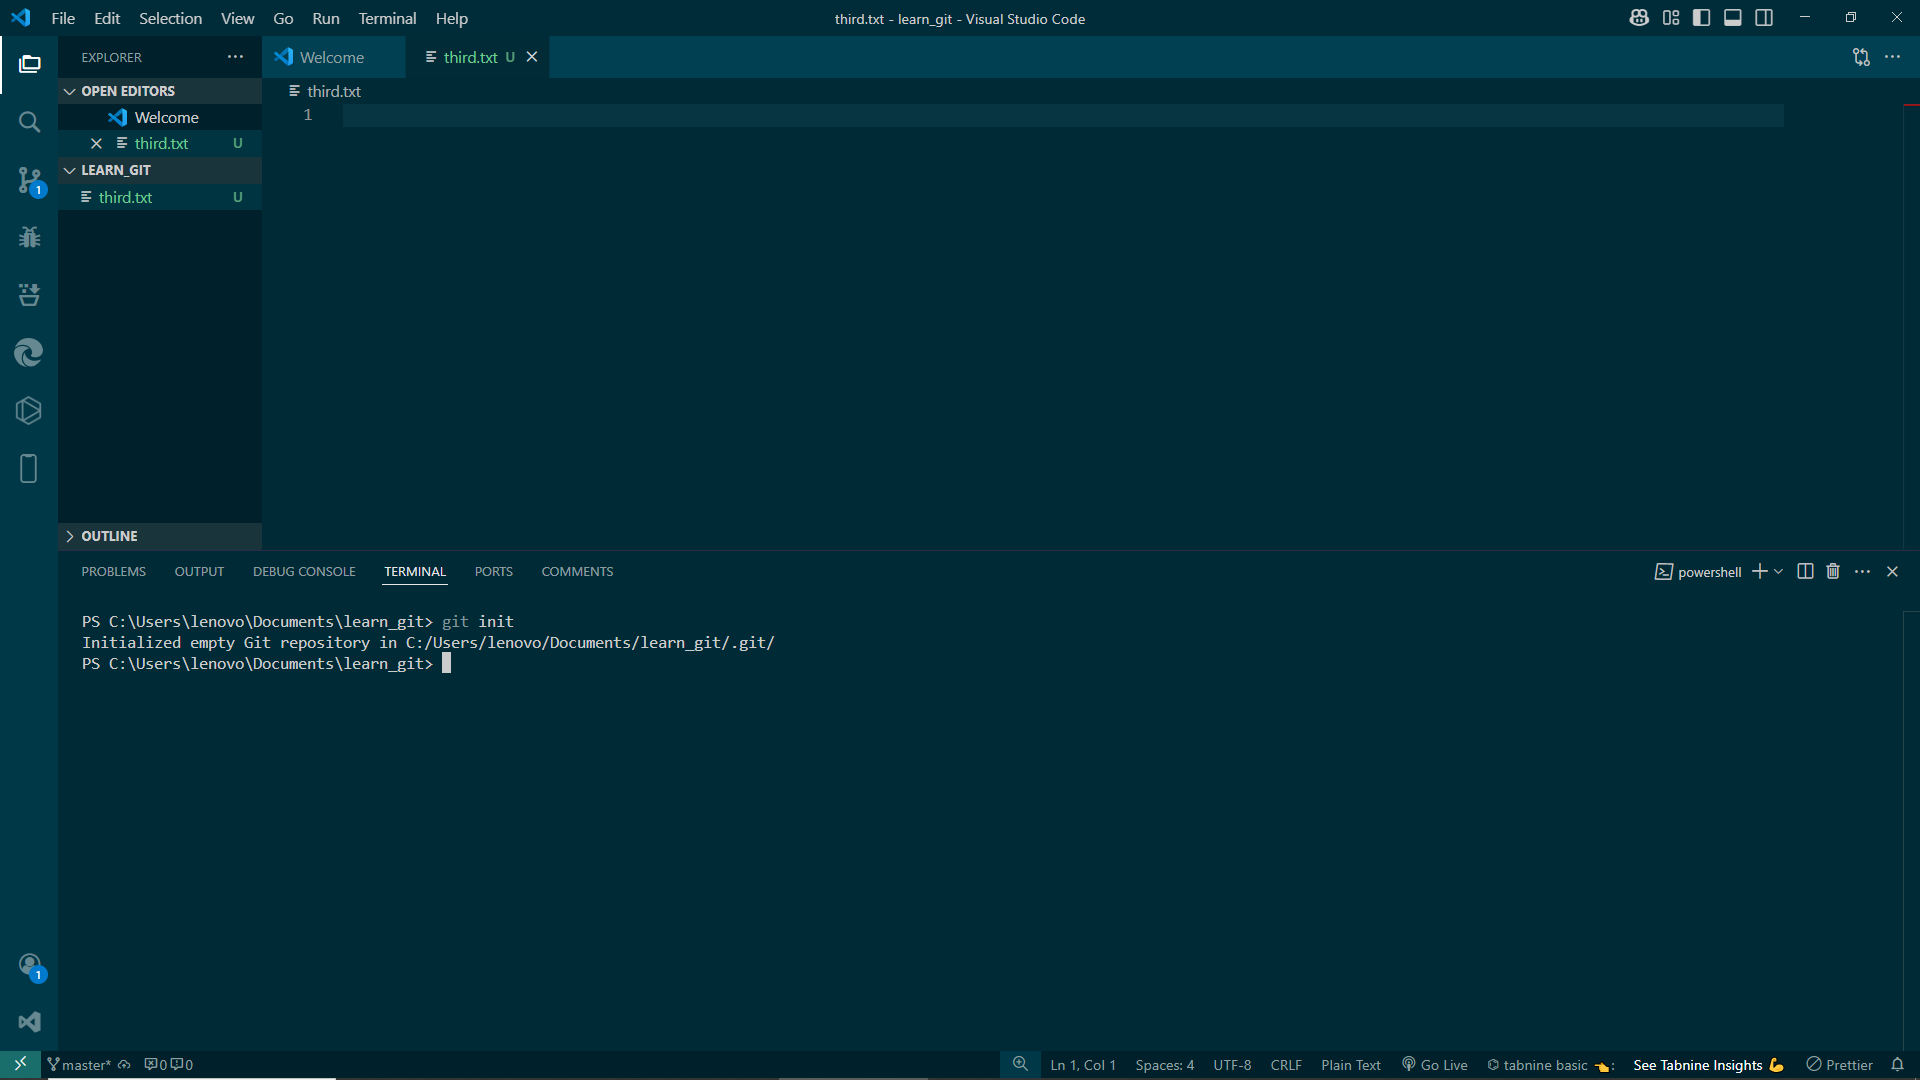 File Edit Selection View Go Run Terminal Help
third.txt - learn_git - Visual Studio Code
EXPLORER
Welcome
third.txt U
OPEN EDITORS
Welcome
third.txt U
LEARN_GIT
third.txt U
OUTLINE
third.txt
1
1
1
PROBLEMS OUTPUT DEBUG CONSOLE TERMINAL PORTS COMMENTS
powershell
PS C:\Users\lenovo\Documents\learn_git> git init
Initialized empty Git repository in C:/Users/lenovo/Documents/learn_git/.git/
PS C:\Users\lenovo\Documents\learn_git>
master* 0 0
Ln 1, Col 1 Spaces: 4 UTF-8 CRLF Plain Text Go Live tabnine basic 👈: See Tabnine Insights 💪 Prettier